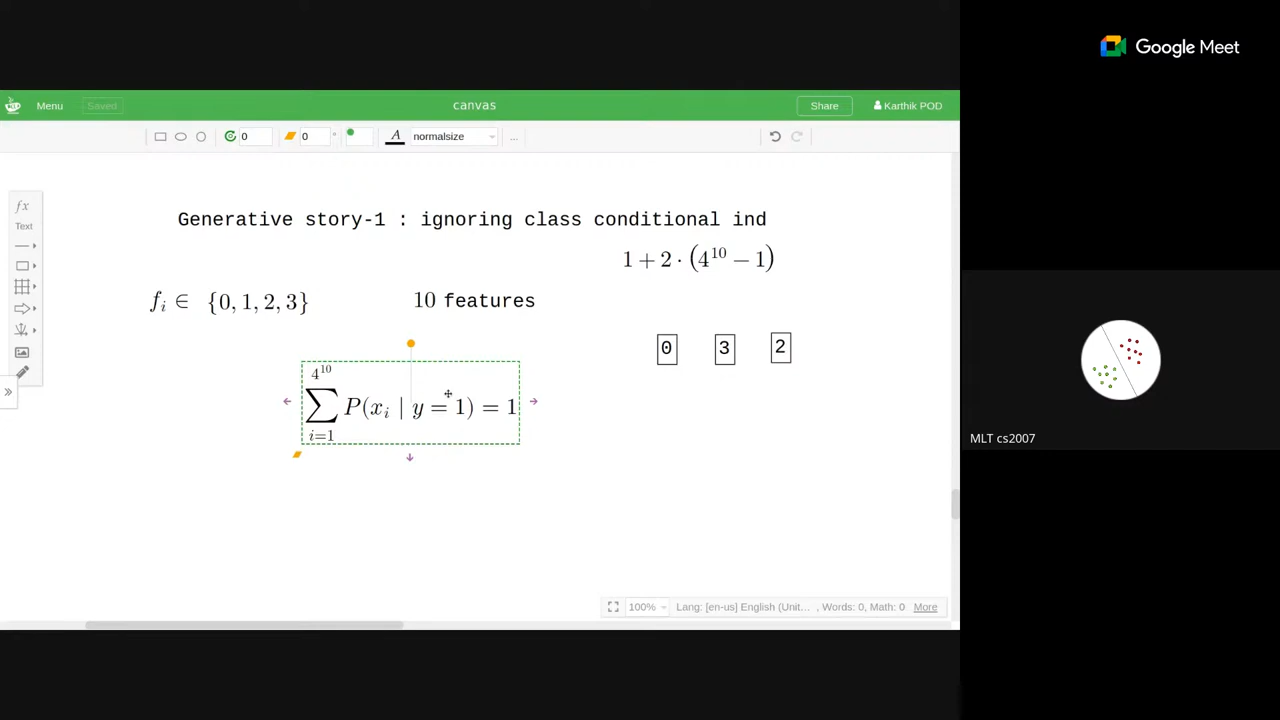 Google Meet
Menu Saved canvas Share Karthik POD
0 0 ° A normalsize ...
fx
Text
Generative story-1 : ignoring class conditional ind
1 + 2 · (4^10 − 1)
f_i ∈ {0, 1, 2, 3} 10 features
0 3 2
∑_{i=1}^{4^10} P(x_i | y = 1) = 1
MLT cs2007
100% Lang: [en-us] English (Unit... , Words: 0, Math: 0 More